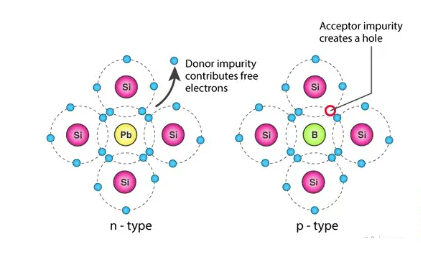 Acceptor impurity
creates a hole
Donor impurity
contributes free
electrons
Si
Si
Si
Pb
Si
Si
B
Si
Si
Si
n - type
p - type